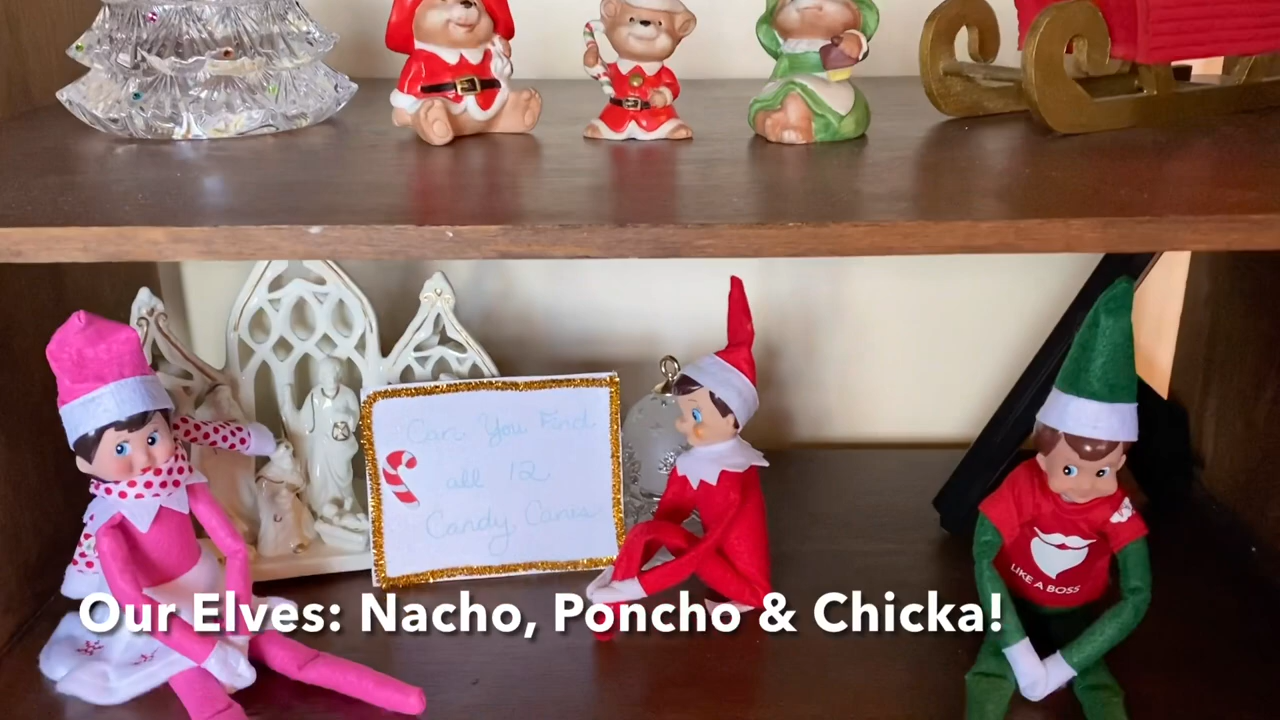 Can You Find
all 12
Candy Canes
LIKE A BOSS
Our Elves: Nacho, Poncho & Chicka!